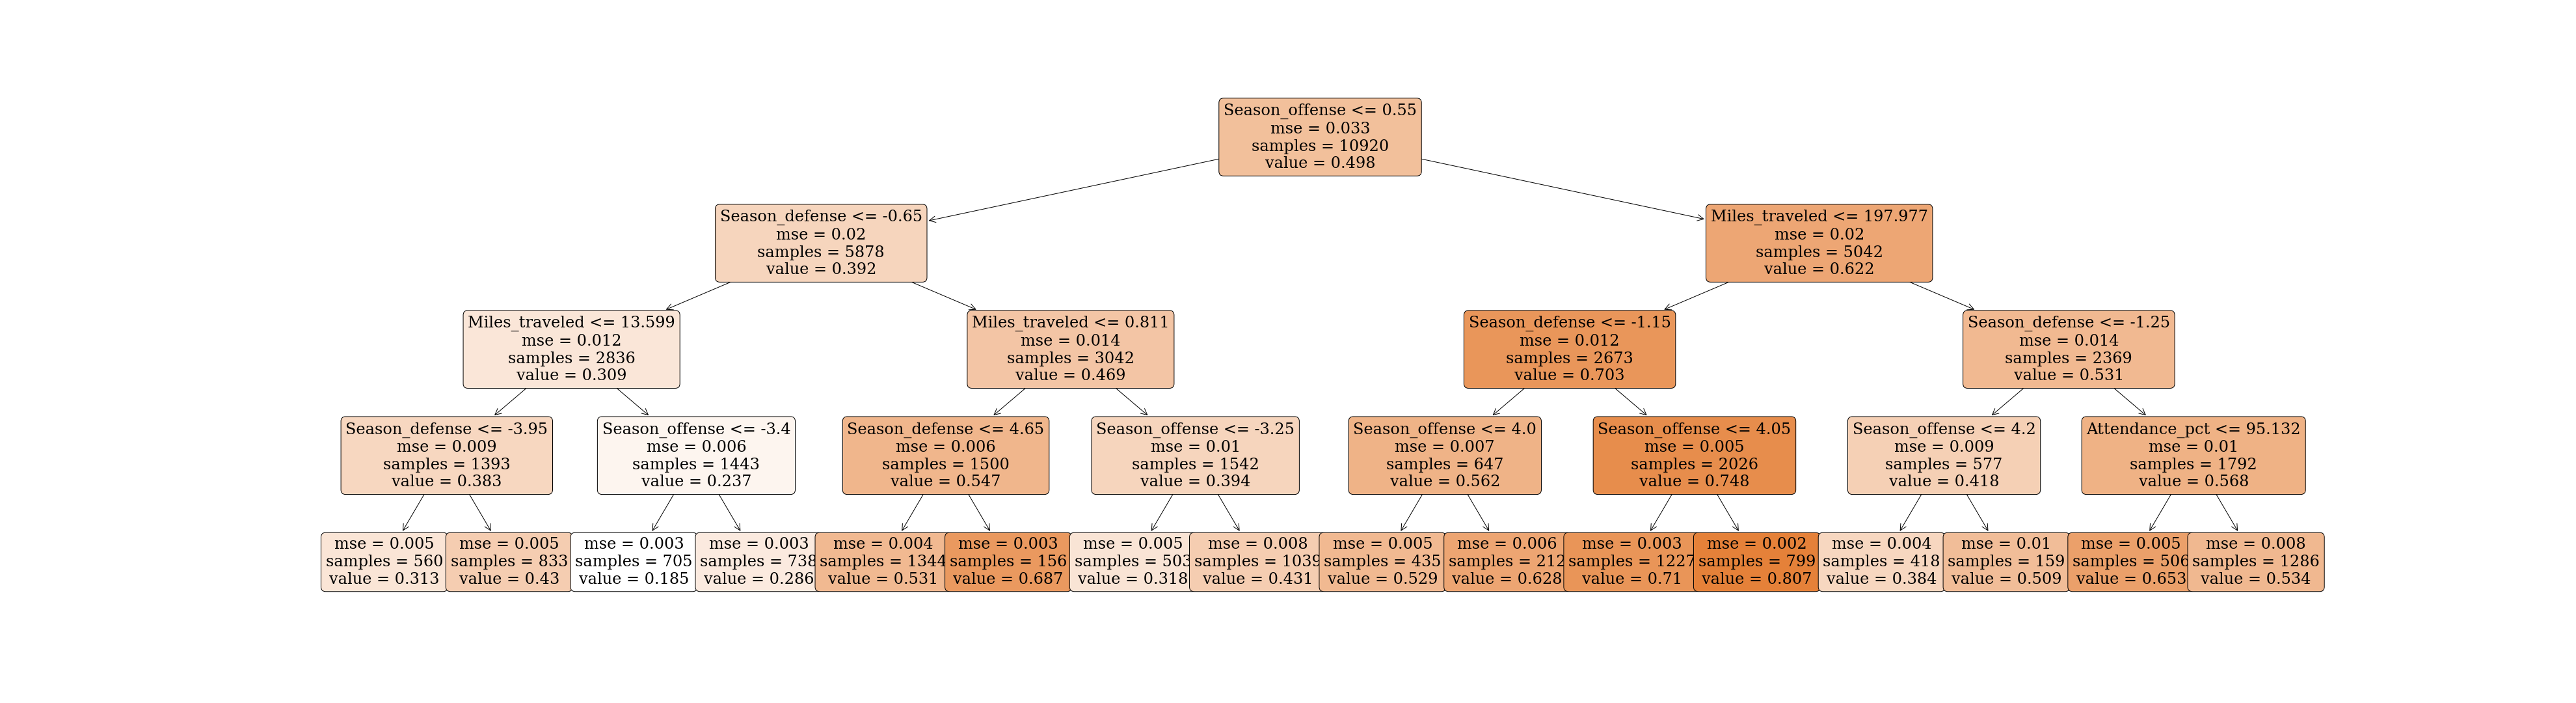 Season_offense <= 0.55
mse = 0.033
samples = 10920
value = 0.498
Season_defense <= -0.65
mse = 0.02
samples = 5878
value = 0.392
Miles_traveled <= 197.977
mse = 0.02
samples = 5042
value = 0.622
Miles_traveled <= 13.599
mse = 0.012
samples = 2836
value = 0.309
Miles_traveled <= 0.811
mse = 0.014
samples = 3042
value = 0.469
Season_defense <= -1.15
mse = 0.012
samples = 2673
value = 0.703
Season_defense <= -1.25
mse = 0.014
samples = 2369
value = 0.531
Season_defense <= -3.95
mse = 0.009
samples = 1393
value = 0.383
Season_offense <= -3.4
mse = 0.006
samples = 1443
value = 0.237
Season_defense <= 4.65
mse = 0.006
samples = 1500
value = 0.547
Season_offense <= -3.25
mse = 0.01
samples = 1542
value = 0.394
Season_offense <= 4.0
mse = 0.007
samples = 647
value = 0.562
Season_offense <= 4.05
mse = 0.005
samples = 2026
value = 0.748
Season_offense <= 4.2
mse = 0.009
samples = 577
value = 0.418
Attendance_pct <= 95.132
mse = 0.01
samples = 1792
value = 0.568
mse = 0.005
samples = 560
value = 0.313
mse = 0.005
samples = 833
value = 0.43
mse = 0.003
samples = 705
value = 0.185
mse = 0.003
samples = 738
value = 0.286
mse = 0.004
samples = 1344
value = 0.531
mse = 0.003
samples = 156
value = 0.687
mse = 0.005
samples = 503
value = 0.318
mse = 0.008
samples = 1039
value = 0.431
mse = 0.005
samples = 435
value = 0.529
mse = 0.006
samples = 212
value = 0.628
mse = 0.003
samples = 1227
value = 0.71
mse = 0.002
samples = 799
value = 0.807
mse = 0.004
samples = 418
value = 0.384
mse = 0.01
samples = 159
value = 0.509
mse = 0.005
samples = 506
value = 0.653
mse = 0.008
samples = 1286
value = 0.534